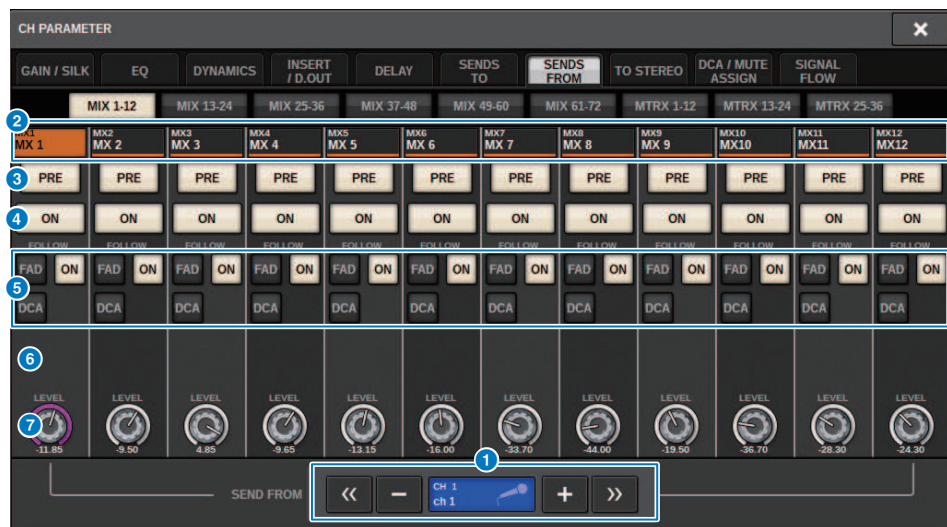 CH PARAMETER
GAIN / SILK EQ DYNAMICS INSERT / D.OUT DELAY SENDS TO SENDS FROM TO STEREO DCA / MUTE ASSIGN SIGNAL FLOW
MIX 1-12 MIX 13-24 MIX 25-36 MIX 37-48 MIX 49-60 MIX 61-72 MTRX 1-12 MTRX 13-24 MTRX 25-36
2
MX1 MX2 MX3 MX4 MX5 MX6 MX7 MX8 MX9 MX10 MX11 MX12
MX 1 MX 2 MX 3 MX 4 MX 5 MX 6 MX 7 MX 8 MX 9 MX10 MX11 MX12
3 PRE PRE PRE PRE PRE PRE PRE PRE PRE PRE PRE PRE
4 ON ON ON ON ON ON ON ON ON ON ON ON
FOLLOW FOLLOW FOLLOW FOLLOW FOLLOW FOLLOW FOLLOW FOLLOW FOLLOW FOLLOW FOLLOW FOLLOW
FAD ON FAD ON FAD ON FAD ON FAD ON FAD ON FAD ON FAD ON FAD ON FAD ON FAD ON FAD ON
5
DCA DCA DCA DCA DCA DCA DCA DCA DCA DCA DCA DCA
6
LEVEL LEVEL LEVEL LEVEL LEVEL LEVEL LEVEL LEVEL LEVEL LEVEL LEVEL LEVEL
7
-11.85 -9.50 4.85 -9.65 -13.15 -16.00 -33.70 -44.00 -19.50 -36.70 -28.30 -24.30
1
SEND FROM CH 1
ch 1